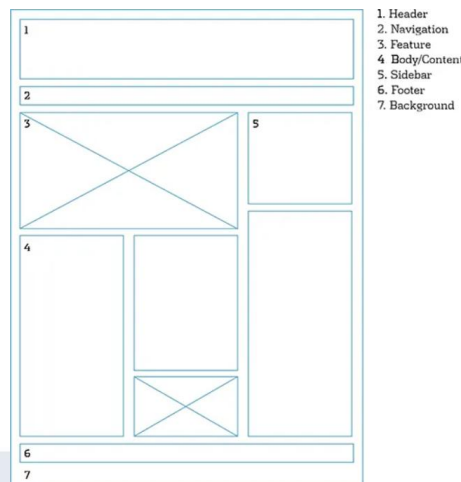 1
2
3
5
4
6
7
1. Header
2. Navigation
3. Feature
4 Body/Content
5. Sidebar
6. Footer
7. Background